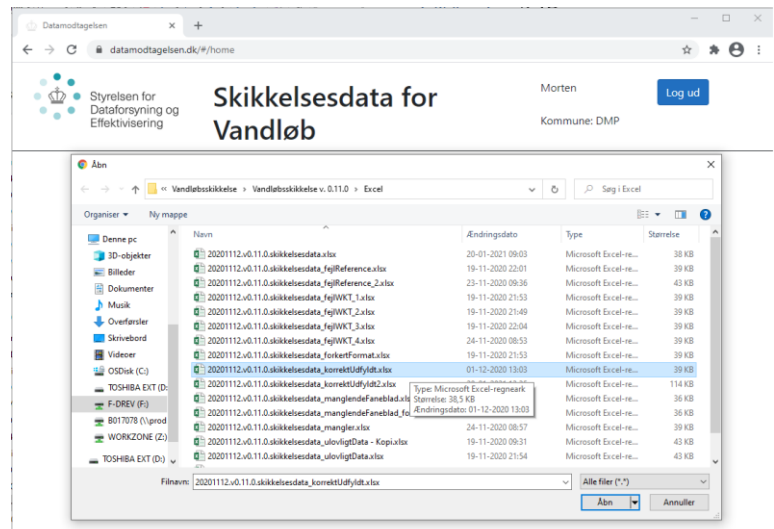 Datamodtagelsen
datamodtagelsen.dk/#/home
Styrelsen for
Dataforsyning og
Effektivisering
Skikkelsesdata for
Vandløb
Morten
Kommune: DMP
Log ud
Åbn
« Vandløbsskikkelse › Vandløbsskikkelse v. 0.11.0 › Excel
Søg i Excel
Organiser
Ny mappe
Navn Ændringsdato Type Størrelse
Denne pc
3D-objekter
Billeder
Dokumenter
Musik
Overførsler
Skrivebord
Videoer
OSDisk (C:)
TOSHIBA EXT (D:
F-DREV (F:)
B017078 (\\prod
WORKZONE (Z:)
TOSHIBA EXT (D:)
20201112.v0.11.0.skikkelsesdata.xlsx 20-01-2021 09:03 Microsoft Excel-re... 38 KB
20201112.v0.11.0.skikkelsesdata_fejlReference.xlsx 19-11-2020 22:01 Microsoft Excel-re... 39 KB
20201112.v0.11.0.skikkelsesdata_fejlReference_2.xlsx 23-11-2020 09:36 Microsoft Excel-re... 43 KB
20201112.v0.11.0.skikkelsesdata_fejlWKT_1.xlsx 19-11-2020 21:53 Microsoft Excel-re... 39 KB
20201112.v0.11.0.skikkelsesdata_fejlWKT_2.xlsx 19-11-2020 21:49 Microsoft Excel-re... 39 KB
20201112.v0.11.0.skikkelsesdata_fejlWKT_3.xlsx 19-11-2020 22:04 Microsoft Excel-re... 39 KB
20201112.v0.11.0.skikkelsesdata_fejlWKT_4.xlsx 24-11-2020 08:53 Microsoft Excel-re... 39 KB
20201112.v0.11.0.skikkelsesdata_forkertFormat.xlsx 19-11-2020 21:53 Microsoft Excel-re... 39 KB
20201112.v0.11.0.skikkelsesdata_korrektUdfyldt.xlsx 01-12-2020 13:03 Microsoft Excel-re... 39 KB
20201112.v0.11.0.skikkelsesdata_korrektUdfyldt2.xlsx Microsoft Excel-re... 114 KB
20201112.v0.11.0.skikkelsesdata_manglendeFaneblad.xls Microsoft Excel-re... 36 KB
20201112.v0.11.0.skikkelsesdata_manglendeFaneblad_fo Microsoft Excel-re... 36 KB
20201112.v0.11.0.skikkelsesdata_mangler.xlsx 24-11-2020 08:57 Microsoft Excel-re... 39 KB
20201112.v0.11.0.skikkelsesdata_ulovligtData - Kopi.xlsx 19-11-2020 09:31 Microsoft Excel-re... 43 KB
20201112.v0.11.0.skikkelsesdata_ulovligtData.xlsx 19-11-2020 21:54 Microsoft Excel-re... 43 KB
Type: Microsoft Excel-regneark
Størrelse: 38,5 KB
Ændringsdato: 01-12-2020 13:03
Filnavn: 20201112.v0.11.0.skikkelsesdata_korrektUdfyldt.xlsx
Alle filer (*.*)
Åbn
Annuller